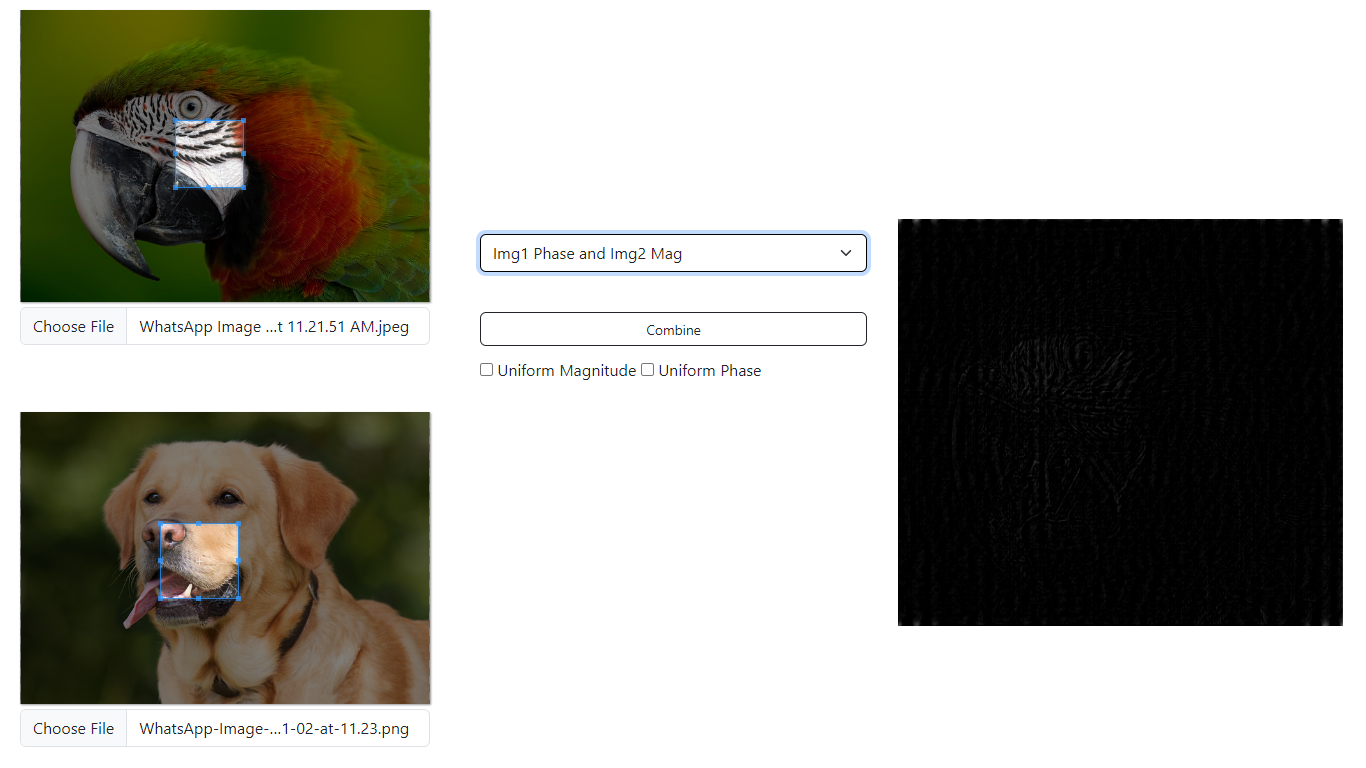 Choose File WhatsApp Image ...t 11.21.51 AM.jpeg
Img1 Phase and Img2 Mag
Combine
Uniform Magnitude Uniform Phase
Choose File WhatsApp-Image-...1-02-at-11.23.png